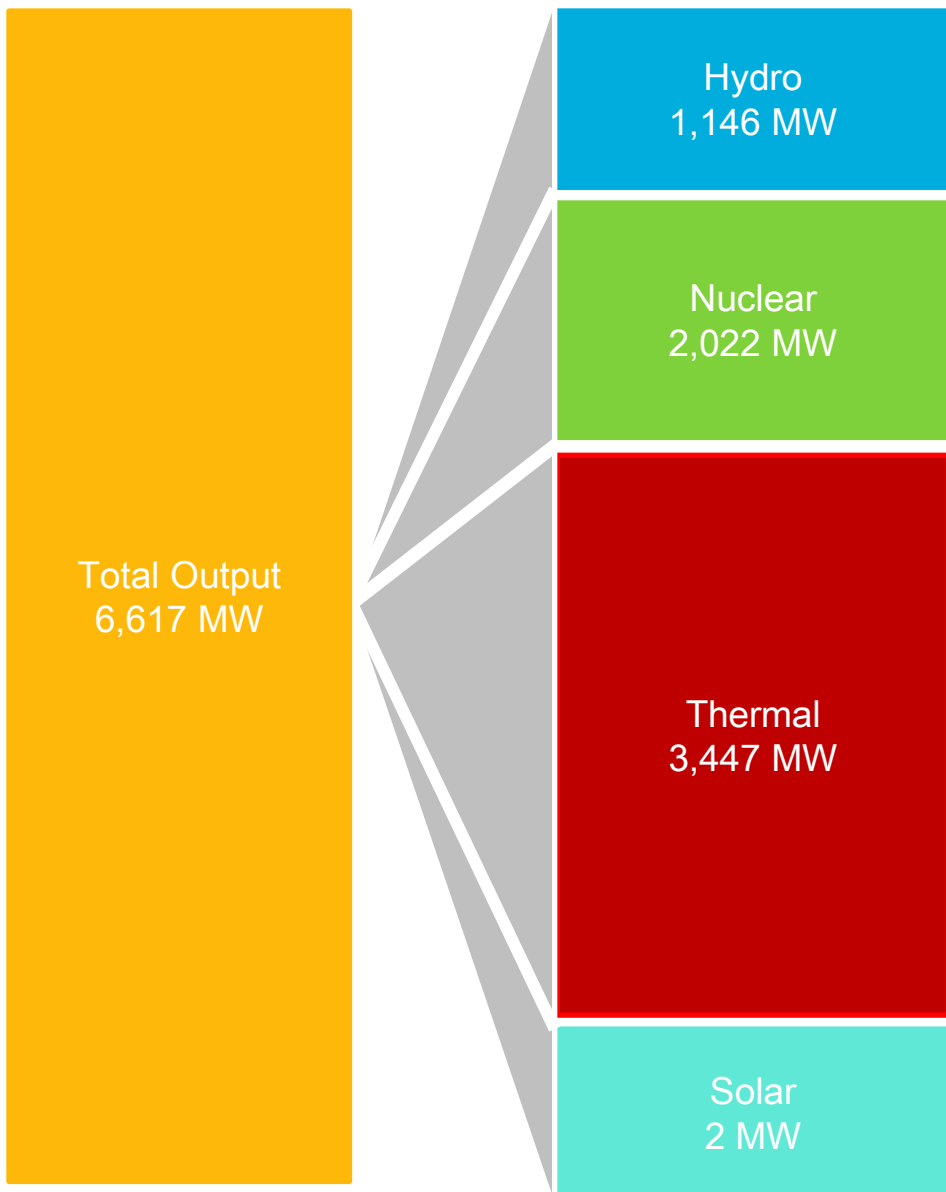 Total Output
6,617 MW
Hydro
1,146 MW
Nuclear
2,022 MW
Thermal
3,447 MW
Solar
2 MW